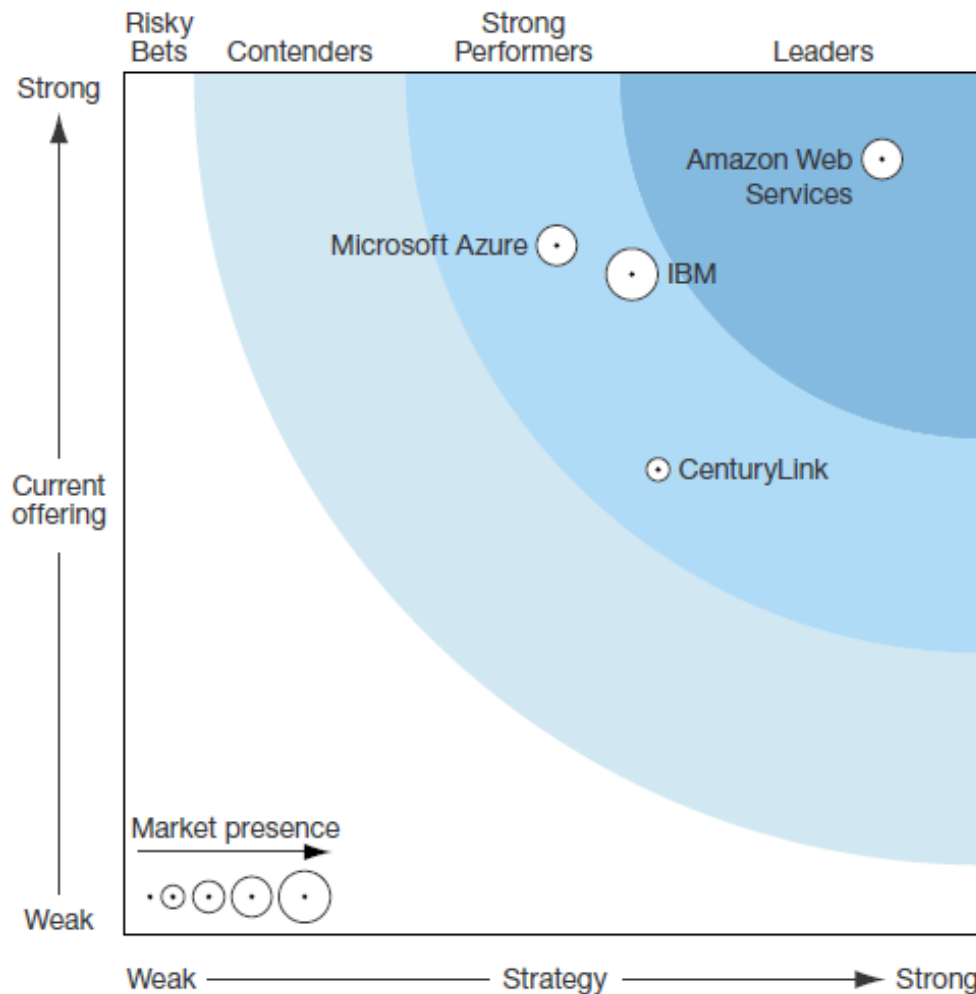 Risky
Bets
Contenders
Strong
Performers
Leaders
Strong
Amazon Web
Services
Microsoft Azure
IBM
CenturyLink
Current
offering
Market presence
Weak
Weak
Strategy
Strong